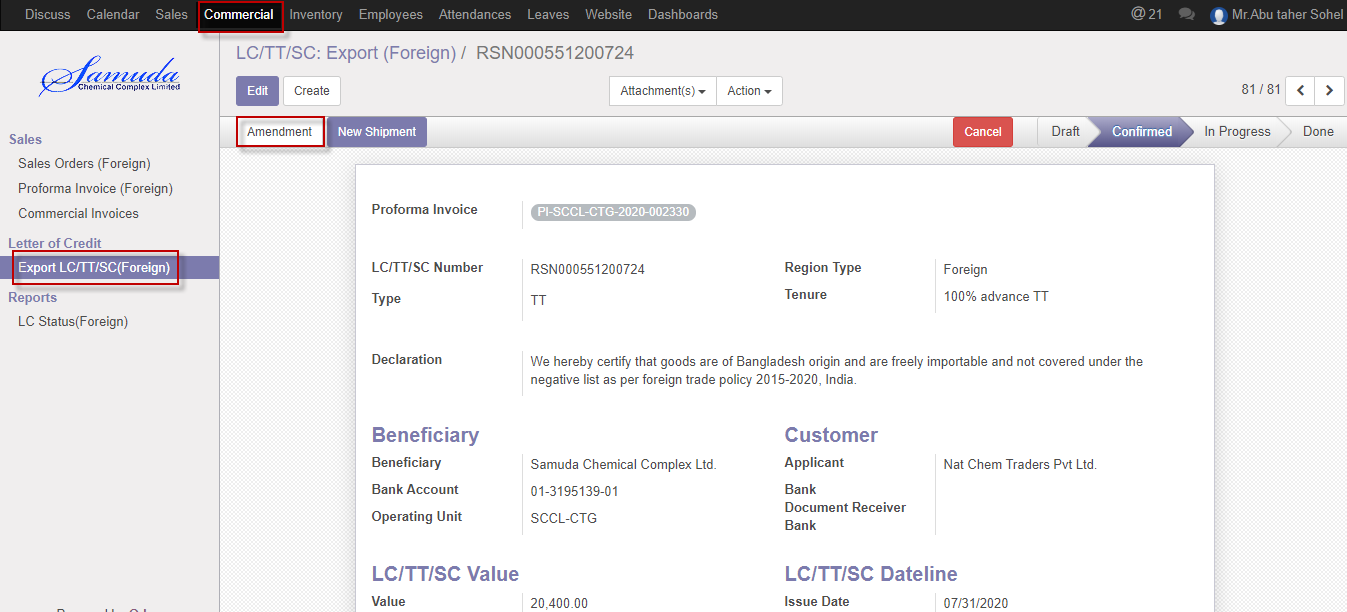 Discuss Calendar Sales Commercial Inventory Employees Attendances Leaves Website Dashboards @ 21 Mr.Abu taher Sohel
LC/TT/SC: Export (Foreign) / RSN000551200724
Samuda
Chemical Complex Limited
Edit Create Attachment(s) Action 81 / 81
Amendment New Shipment Cancel Draft Confirmed In Progress Done
Sales
Sales Orders (Foreign)
Proforma Invoice (Foreign)
Commercial Invoices
Letter of Credit
Export LC/TT/SC(Foreign)
Reports
LC Status(Foreign)
Proforma Invoice PI-SCCL-CTG-2020-002330
LC/TT/SC Number RSN000551200724 Region Type Foreign
Type TT Tenure 100% advance TT
Declaration We hereby certify that goods are of Bangladesh origin and are freely importable and not covered under the
negative list as per foreign trade policy 2015-2020, India.
Beneficiary Customer
Beneficiary Samuda Chemical Complex Ltd. Applicant Nat Chem Traders Pvt Ltd.
Bank Account 01-3195139-01 Bank
Document Receiver
Operating Unit SCCL-CTG Bank
LC/TT/SC Value LC/TT/SC Dateline
Value 20,400.00 Issue Date 07/31/2020